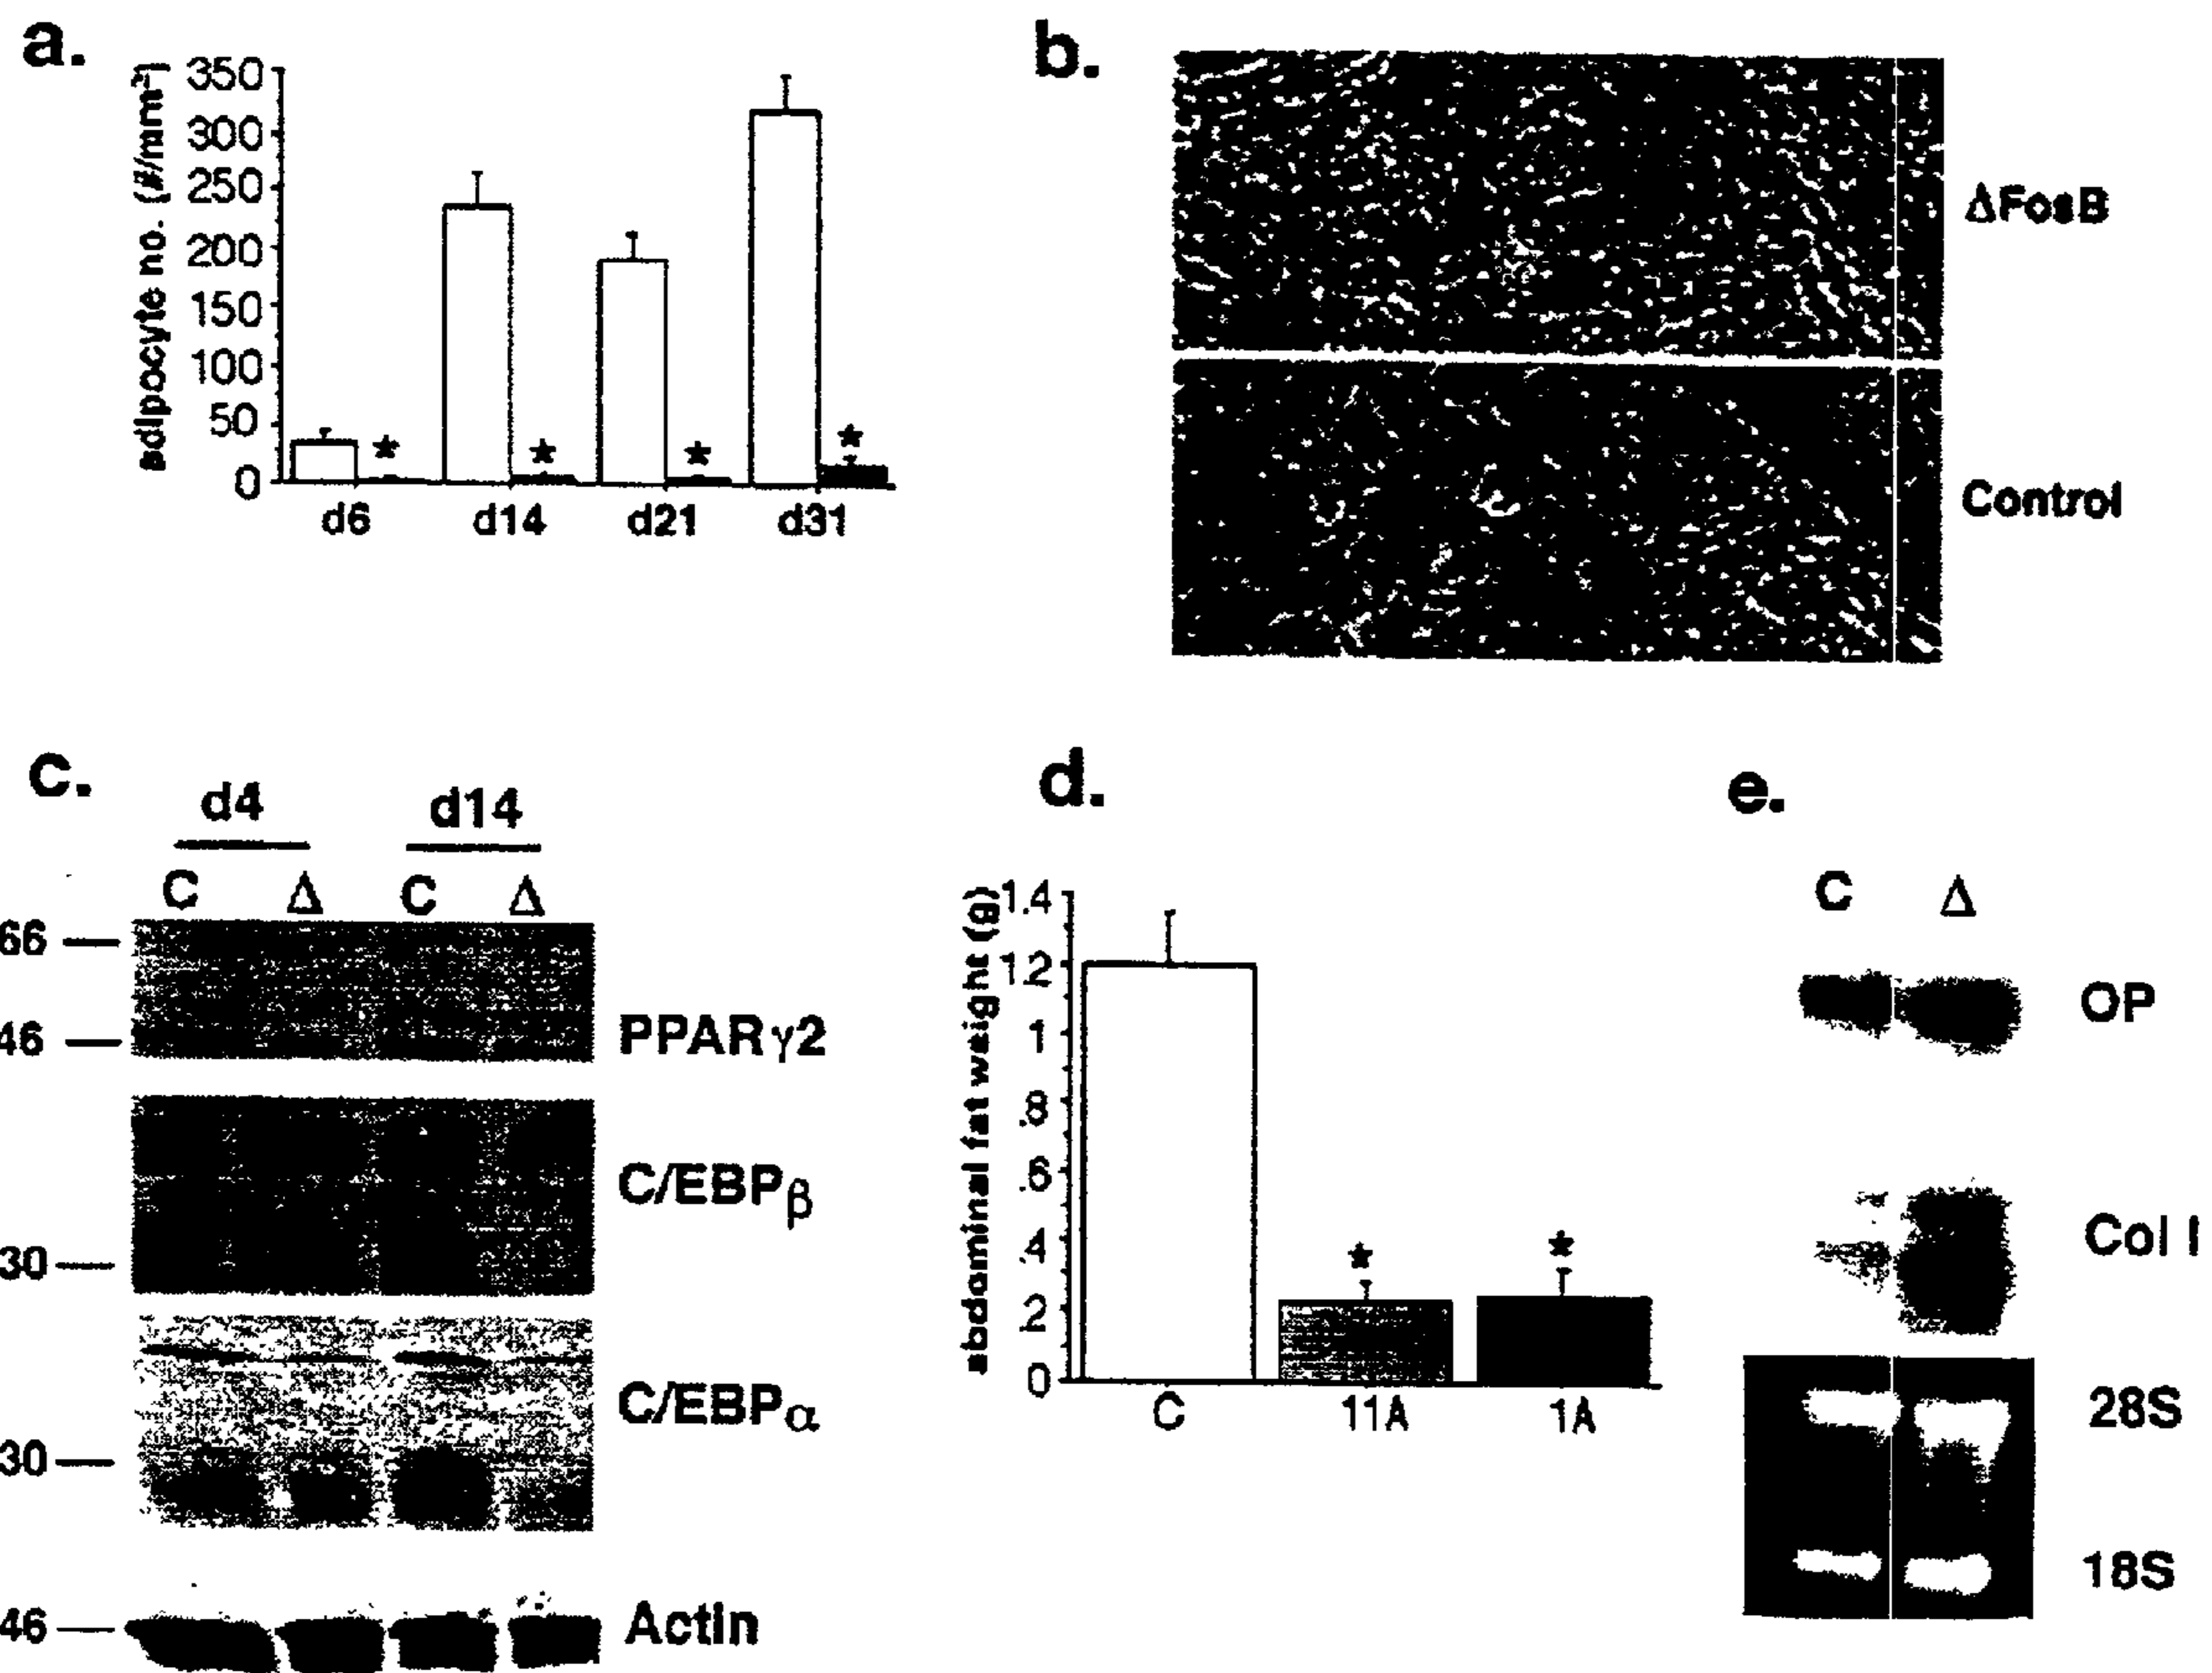 a.
adipocyte no. (#/mm²)
350
300
250
200
150
100
50
0
* * * *
d6 d14 d21 d31
b.
ΔFosB
Control
c.
d4 d14
C Δ C Δ
66
46
PPARγ2
C/EBPβ
30
C/EBPα
30
46
Actin
d.
abdominal fat weight (g)
1.4
1.2
1
.8
.6
.4
.2
0
* *
C 11A 1A
e.
C Δ
OP
Col I
28S
18S